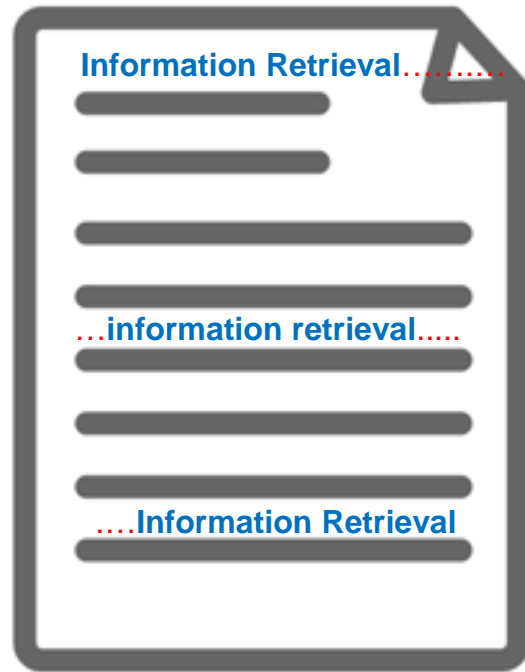 Information Retrieval..........
...information retrieval.....
....Information Retrieval